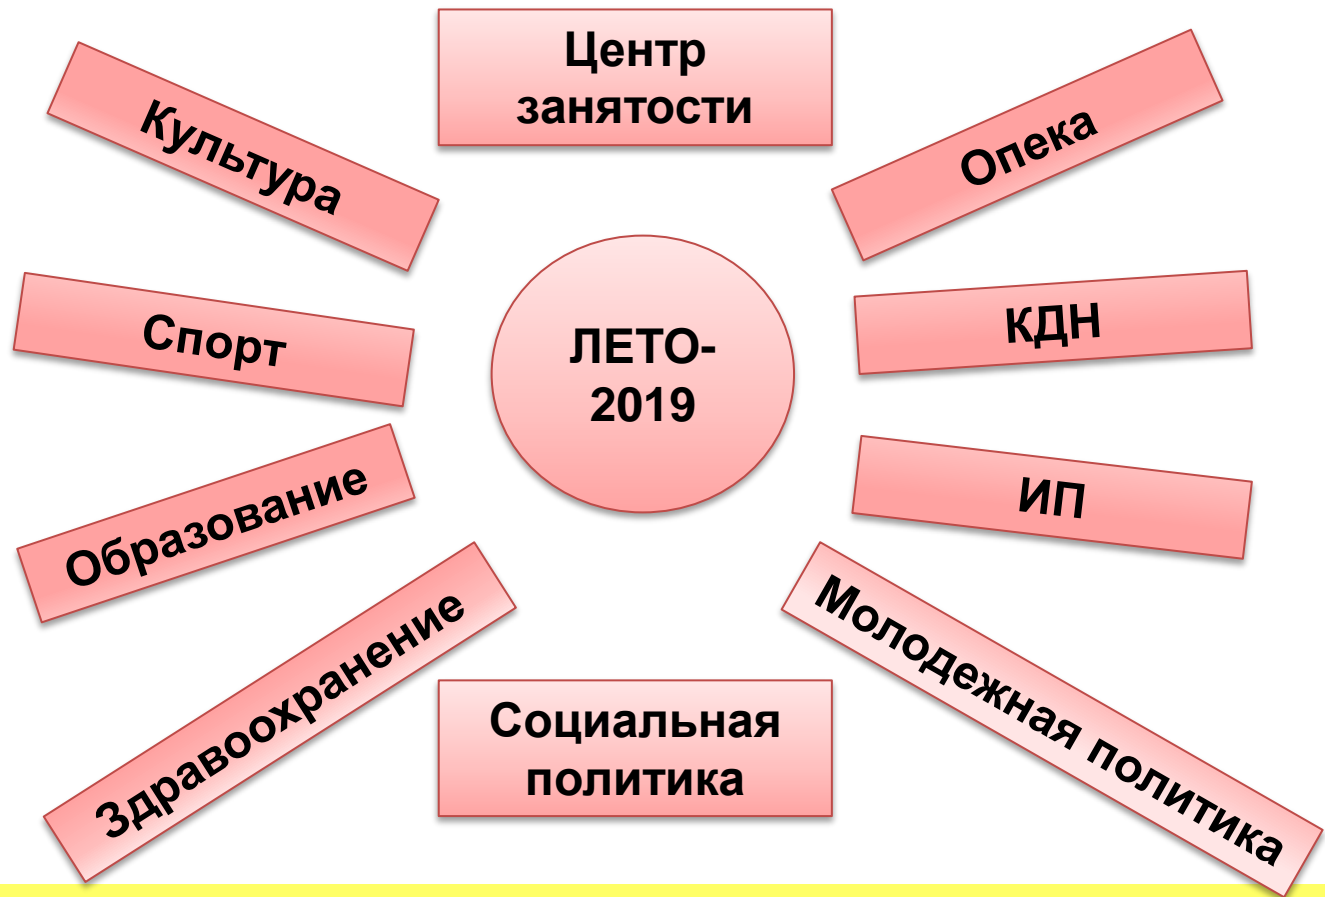 Центр
занятости
Культура
Опека
Спорт
КДН
ЛЕТО-
2019
Образование
ИП
Здравоохранение
Молодежная политика
Социальная
политика